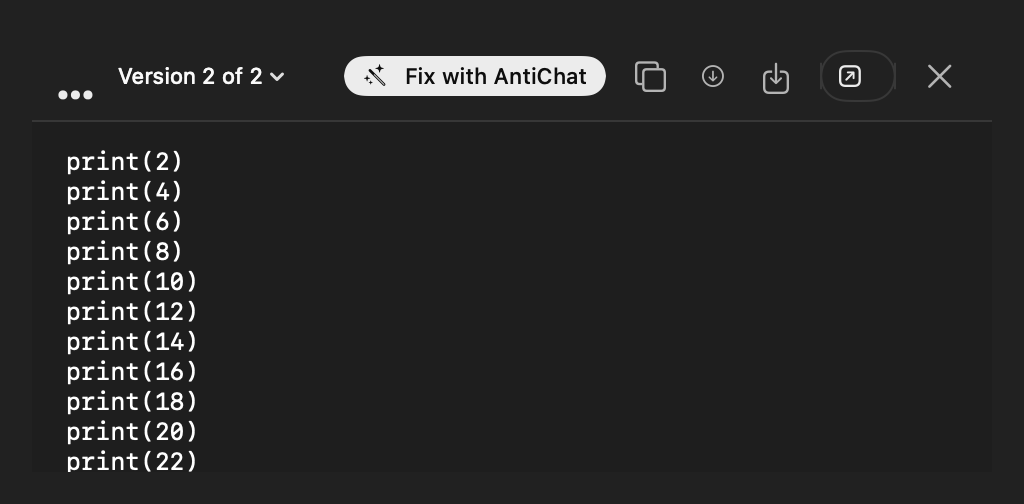 Version 2 of 2
Fix with AntiChat
print(2)
print(4)
print(6)
print(8)
print(10)
print(12)
print(14)
print(16)
print(18)
print(20)
print(22)